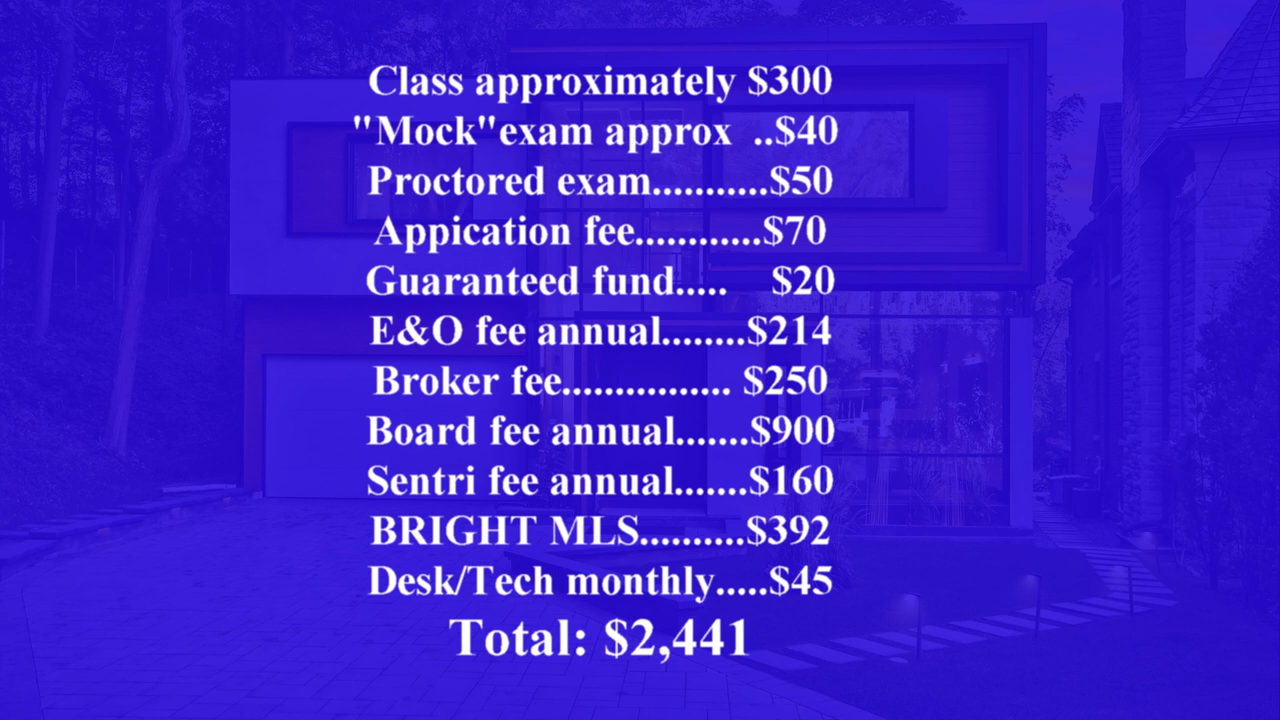 Class approximately $300
"Mock"exam approx ..$40
Proctored exam...........$50
Appication fee............$70
Guaranteed fund..... $20
E&O fee annual........$214
Broker fee................ $250
Board fee annual.......$900
Sentri fee annual.......$160
BRIGHT MLS..........$392
Desk/Tech monthly.....$45
Total: $2,441